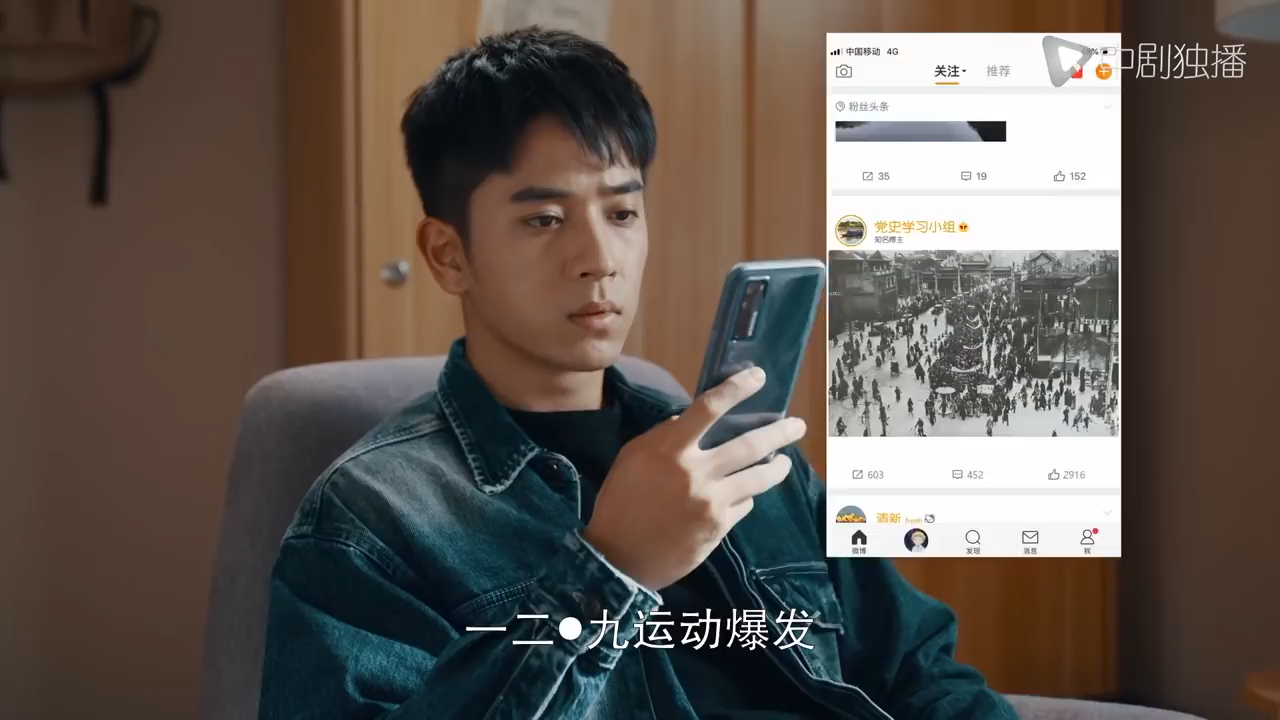 中剧独播
中国移动 4G
关注 推荐
粉丝头条
35 19 152
党史学习小组
知名博主
603 452 2916
清新 fresh
微博 发现 消息 我
一二●九运动爆发